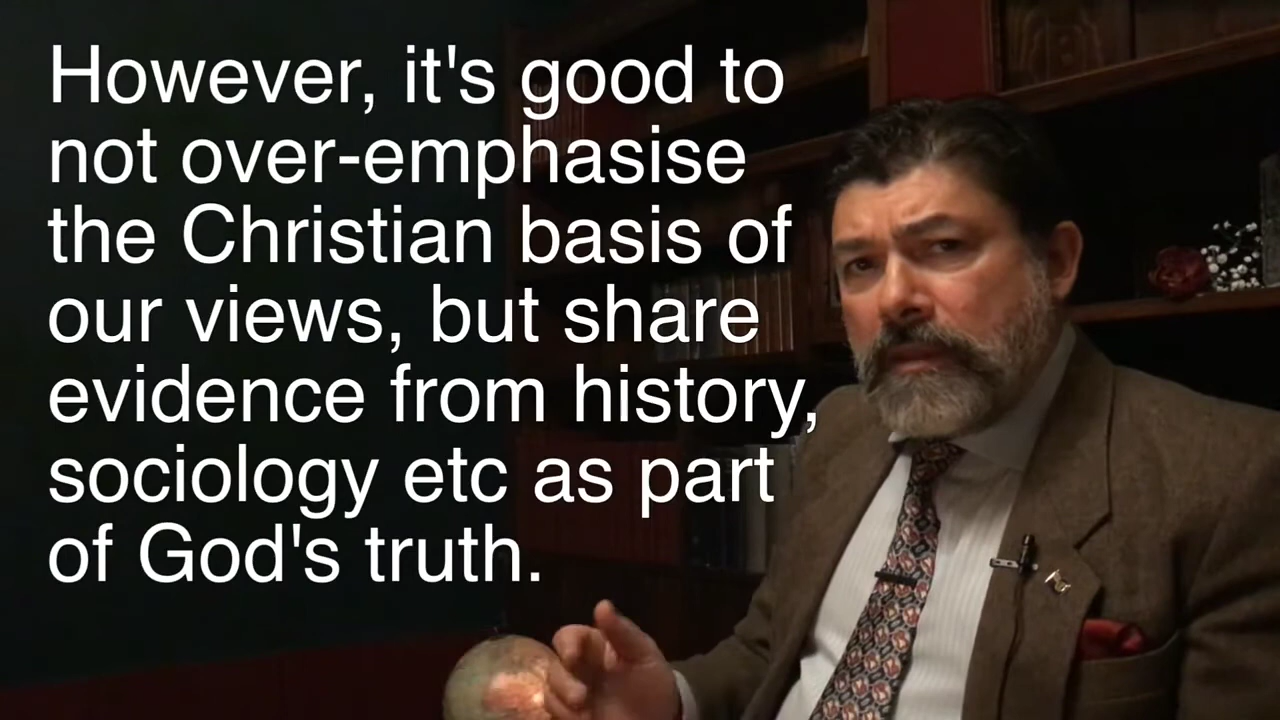 However, it's good to
not over-emphasise
the Christian basis of
our views, but share
evidence from history,
sociology etc as part
of God's truth.